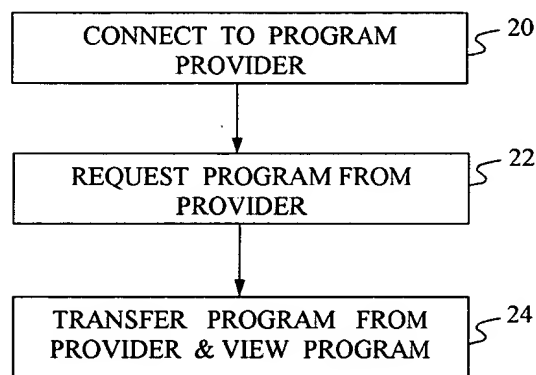 CONNECT TO PROGRAM
PROVIDER
20
REQUEST PROGRAM FROM
PROVIDER
22
TRANSFER PROGRAM FROM
PROVIDER & VIEW PROGRAM
24